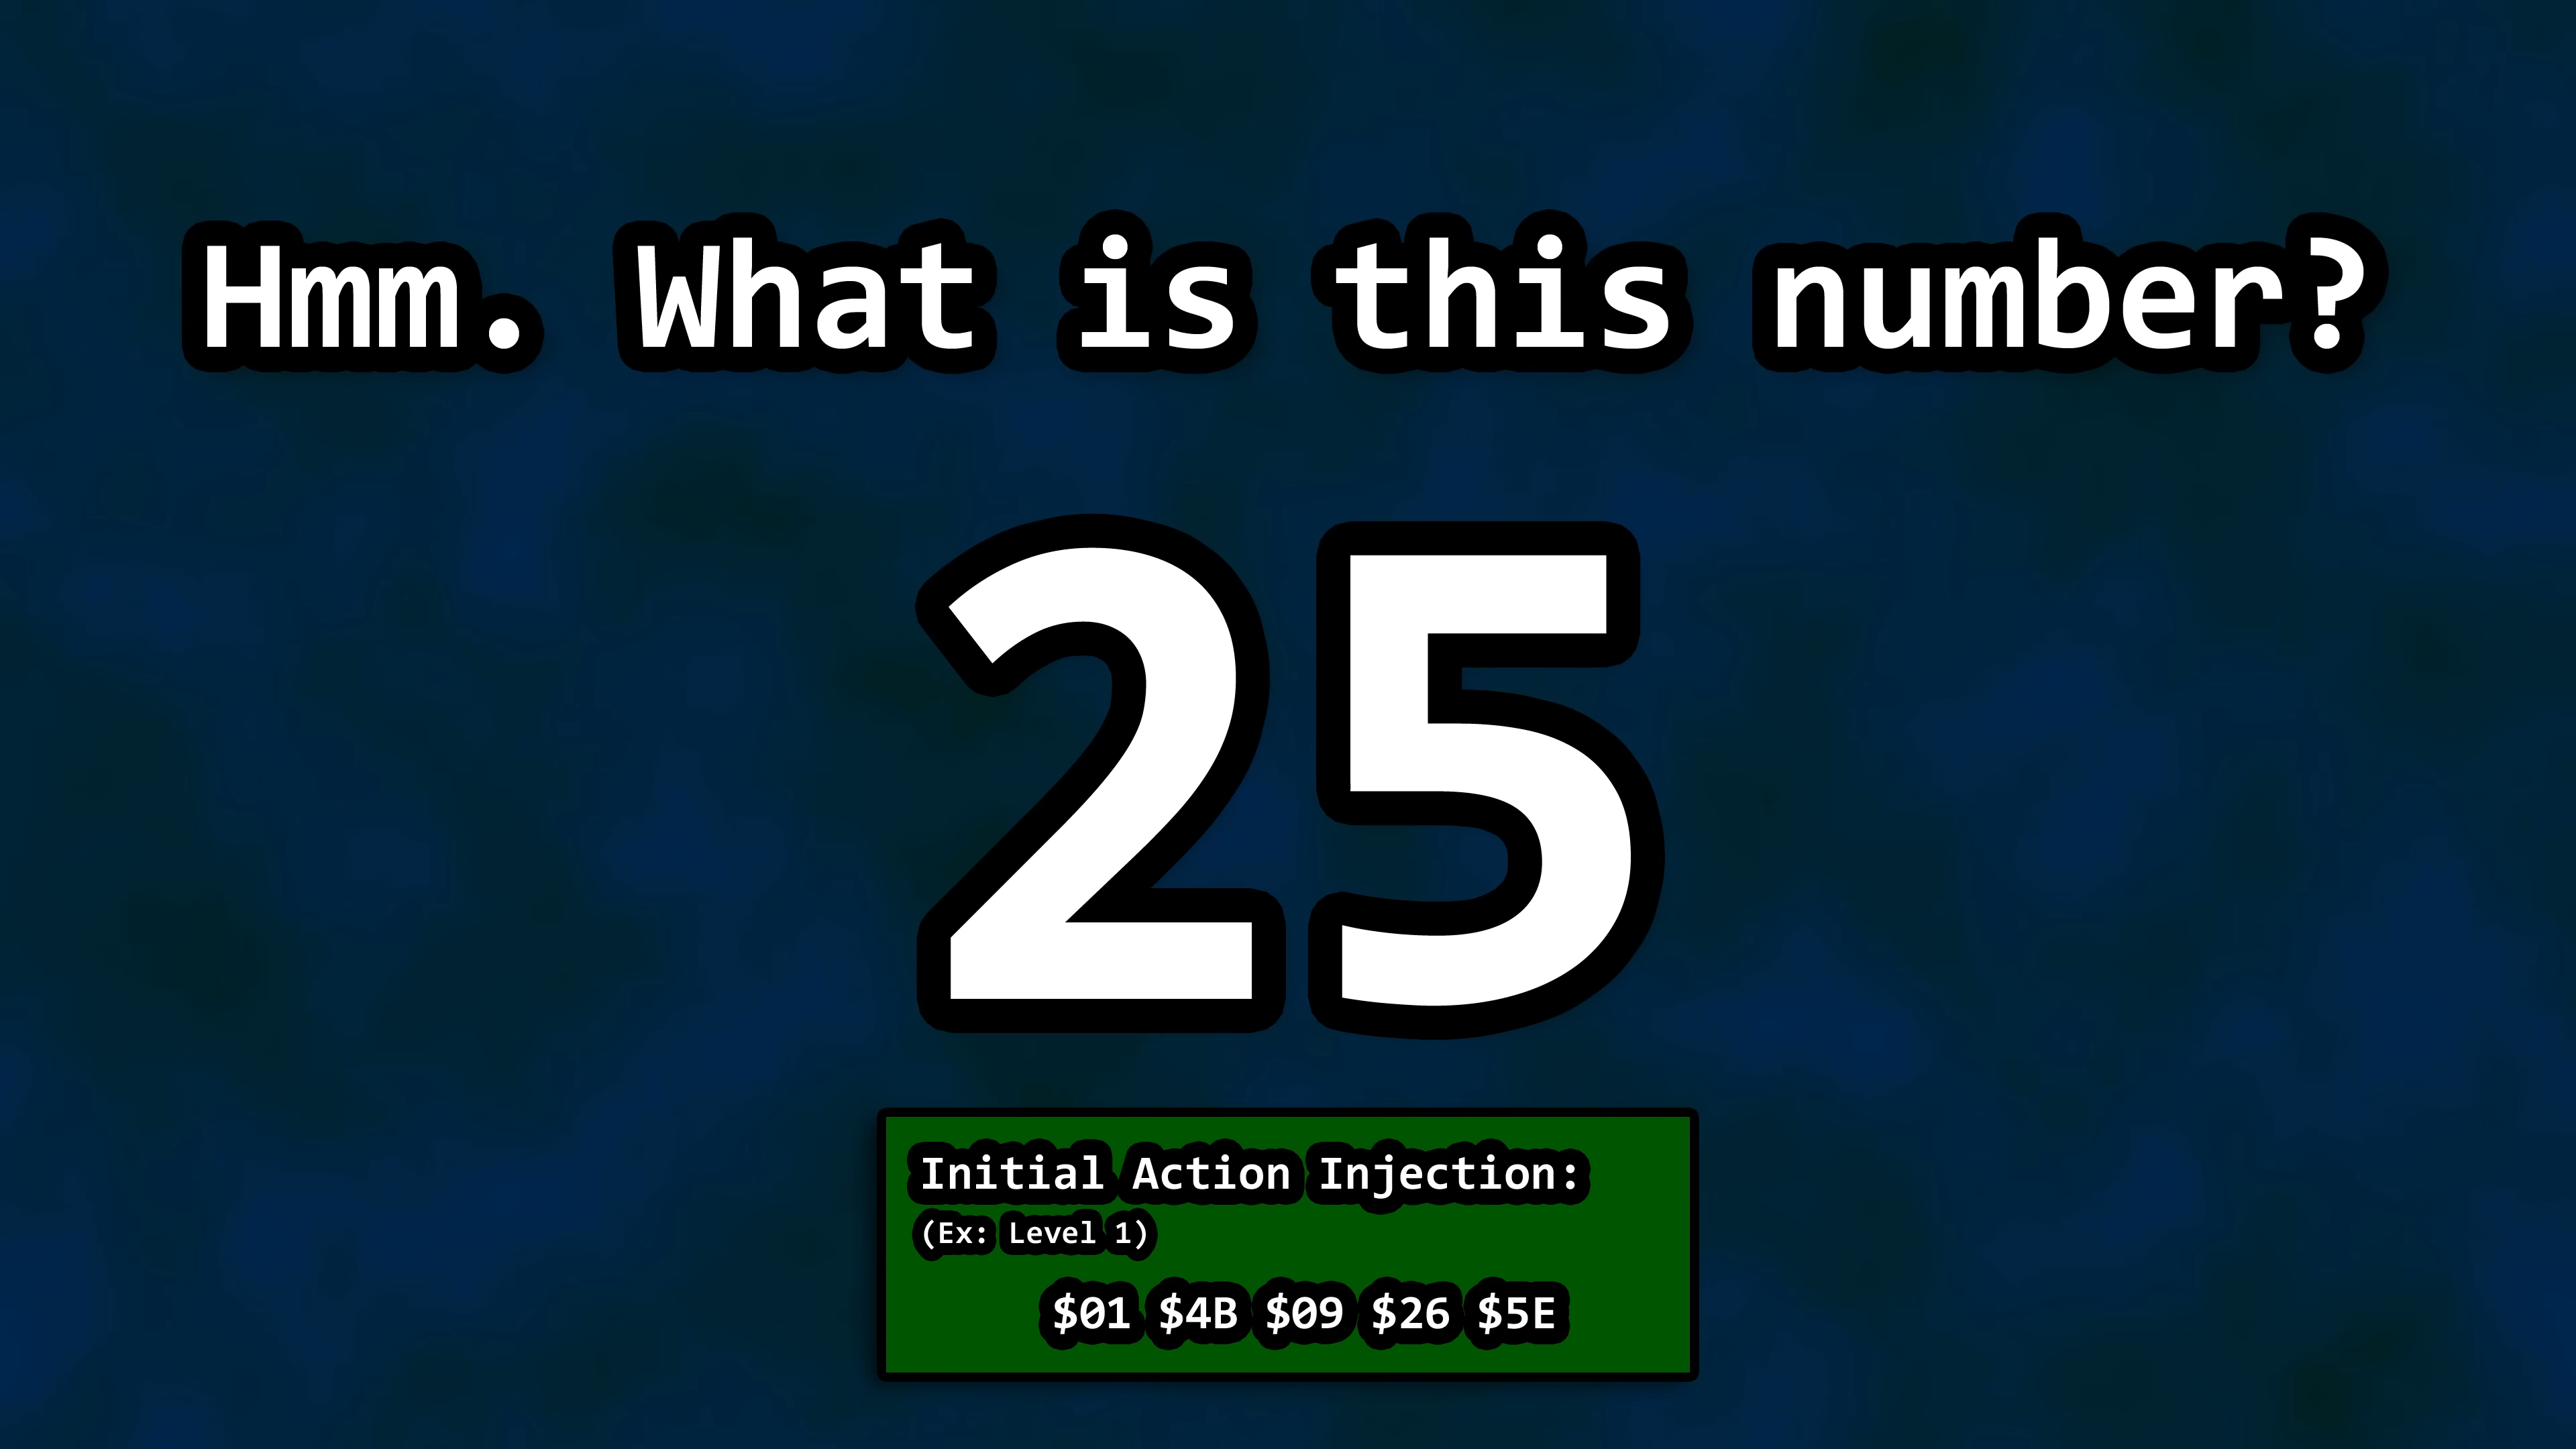 Hmm. What is this number?
25
Initial Action Injection:
(Ex: Level 1)
$01 $4B $09 $26 $5E